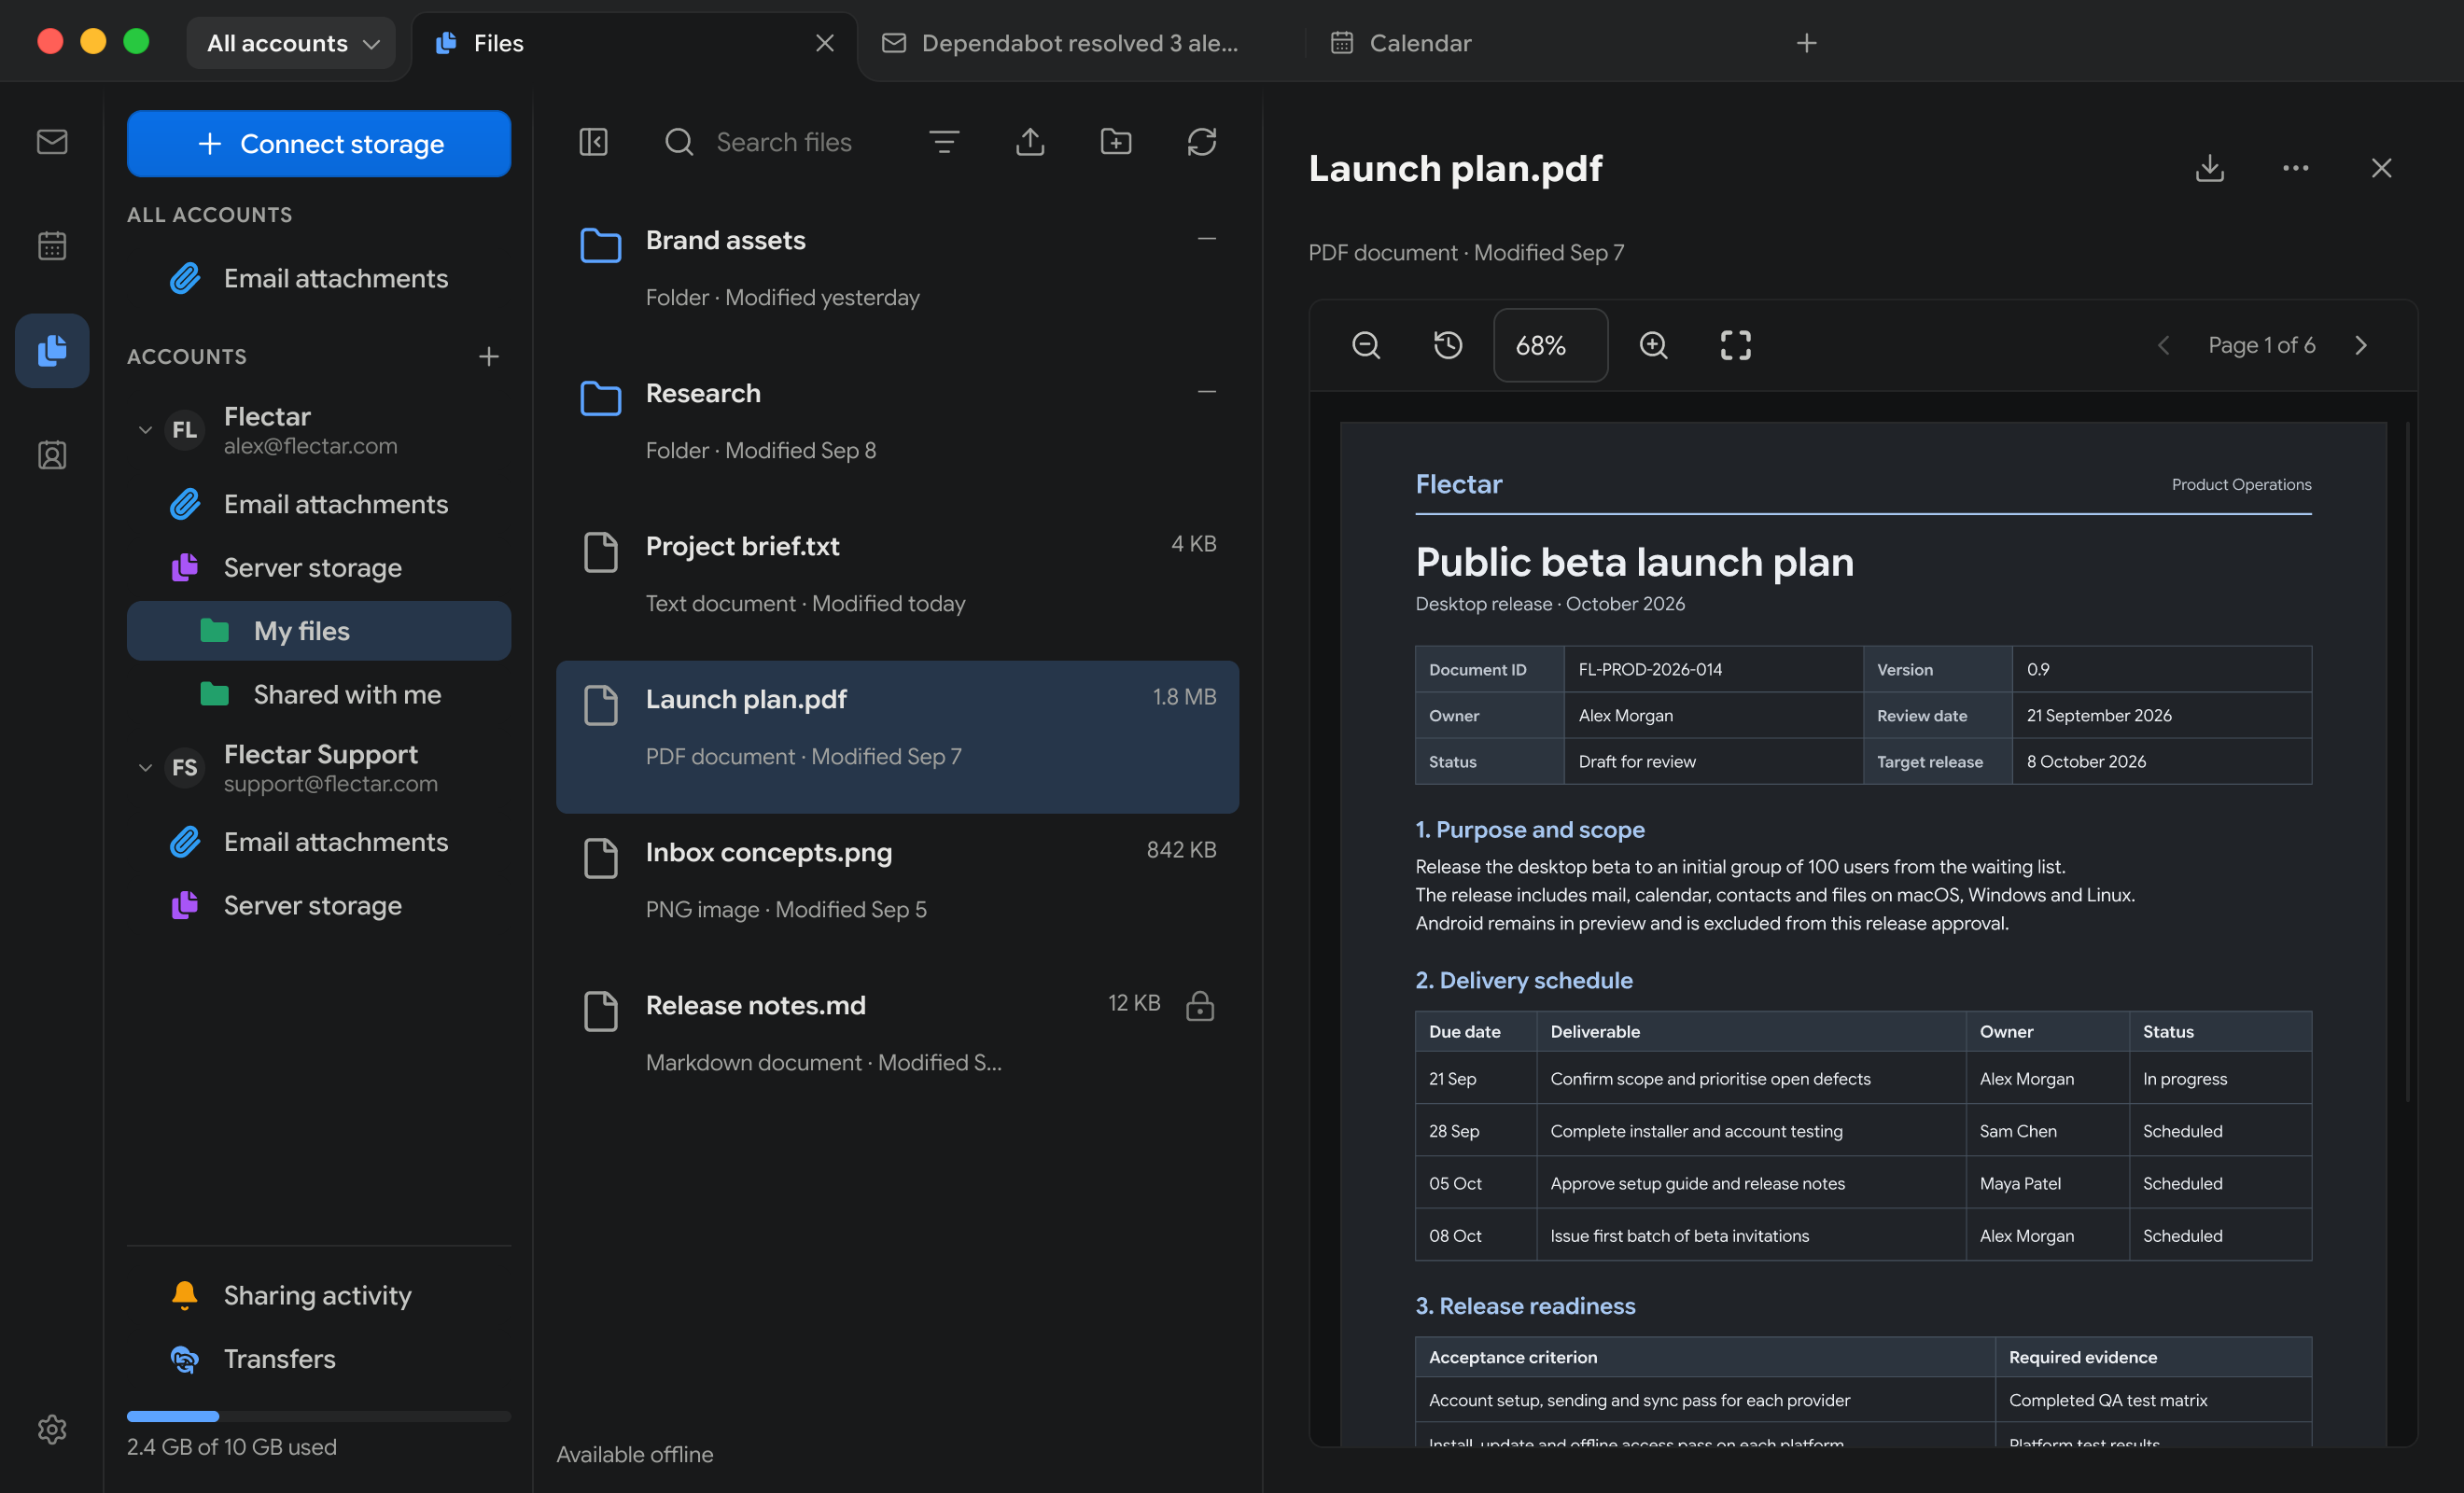 All accounts
Files
Dependabot resolved 3 ale...
Calendar
Connect storage
ALL ACCOUNTS
Email attachments
ACCOUNTS
FL
Flectar
alex@flectar.com
Email attachments
Server storage
My files
Shared with me
FS
Flectar Support
support@flectar.com
Email attachments
Server storage
Sharing activity
Transfers
2.4 GB of 10 GB used
Search files
Brand assets
Folder · Modified yesterday
Research
Folder · Modified Sep 8
Project brief.txt 4 KB
Text document · Modified today
Launch plan.pdf 1.8 MB
PDF document · Modified Sep 7
Inbox concepts.png 842 KB
PNG image · Modified Sep 5
Release notes.md 12 KB
Markdown document · Modified S...
Available offline
Launch plan.pdf
PDF document · Modified Sep 7
68% Page 1 of 6
Flectar Product Operations
Public beta launch plan
Desktop release · October 2026
Document ID FL-PROD-2026-014 Version 0.9
Owner Alex Morgan Review date 21 September 2026
Status Draft for review Target release 8 October 2026
1. Purpose and scope
Release the desktop beta to an initial group of 100 users from the waiting list.
The release includes mail, calendar, contacts and files on macOS, Windows and Linux.
Android remains in preview and is excluded from this release approval.
2. Delivery schedule
Due date Deliverable Owner Status
21 Sep Confirm scope and prioritise open defects Alex Morgan In progress
28 Sep Complete installer and account testing Sam Chen Scheduled
05 Oct Approve setup guide and release notes Maya Patel Scheduled
08 Oct Issue first batch of beta invitations Alex Morgan Scheduled
3. Release readiness
Acceptance criterion Required evidence
Account setup, sending and sync pass for each provider Completed QA test matrix
Install, update and offline access pass on each platform Platform test results